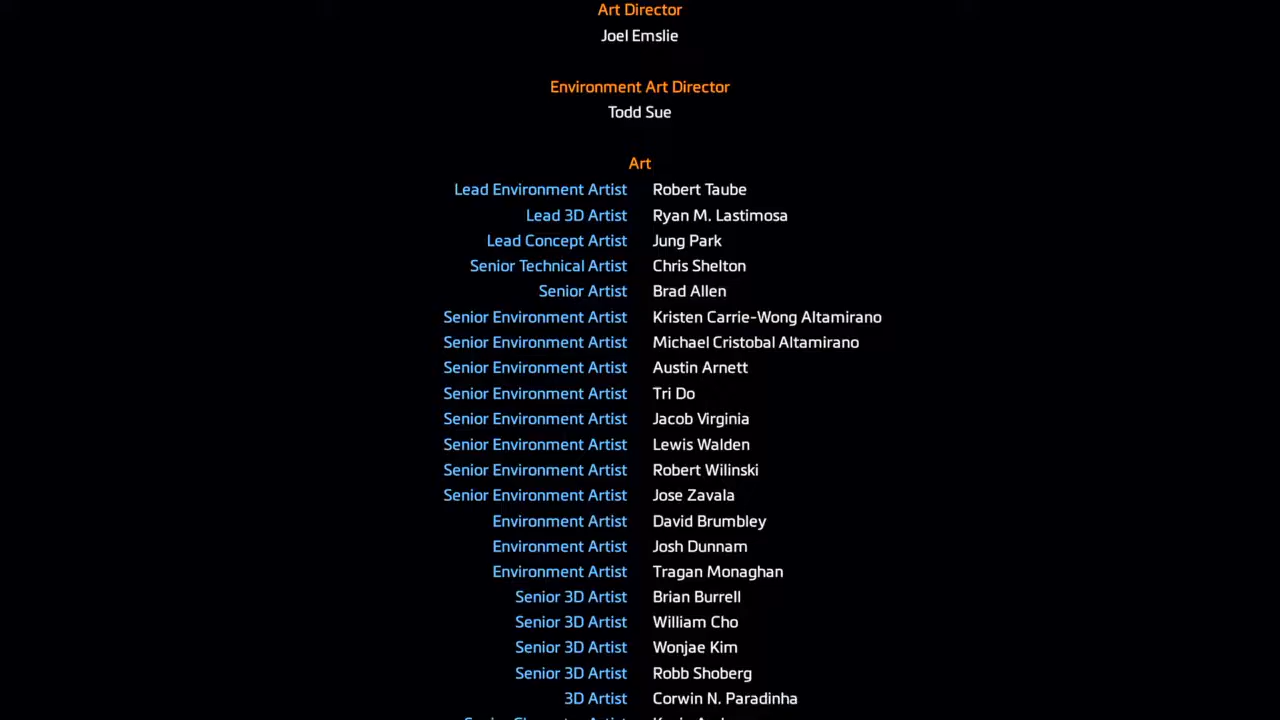 Art Director
Joel Emslie
Environment Art Director
Todd Sue
Art
Lead Environment Artist Robert Taube
Lead 3D Artist Ryan M. Lastimosa
Lead Concept Artist Jung Park
Senior Technical Artist Chris Shelton
Senior Artist Brad Allen
Senior Environment Artist Kristen Carrie-Wong Altamirano
Senior Environment Artist Michael Cristobal Altamirano
Senior Environment Artist Austin Arnett
Senior Environment Artist Tri Do
Senior Environment Artist Jacob Virginia
Senior Environment Artist Lewis Walden
Senior Environment Artist Robert Wilinski
Senior Environment Artist Jose Zavala
Environment Artist David Brumbley
Environment Artist Josh Dunnam
Environment Artist Tragan Monaghan
Senior 3D Artist Brian Burrell
Senior 3D Artist William Cho
Senior 3D Artist Wonjae Kim
Senior 3D Artist Robb Shoberg
3D Artist Corwin N. Paradinha